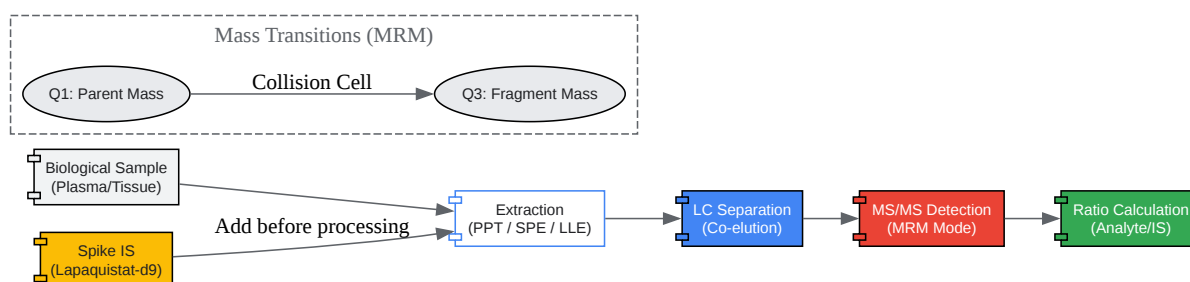 Mass Transitions (MRM)
Q1: Parent Mass
Collision Cell
Q3: Fragment Mass
Biological Sample
(Plasma/Tissue)
Spike IS
(Lapaquistat-d9)
Add before processing
Extraction
(PPT / SPE / LLE)
LC Separation
(Co-elution)
MS/MS Detection
(MRM Mode)
Ratio Calculation
(Analyte/IS)